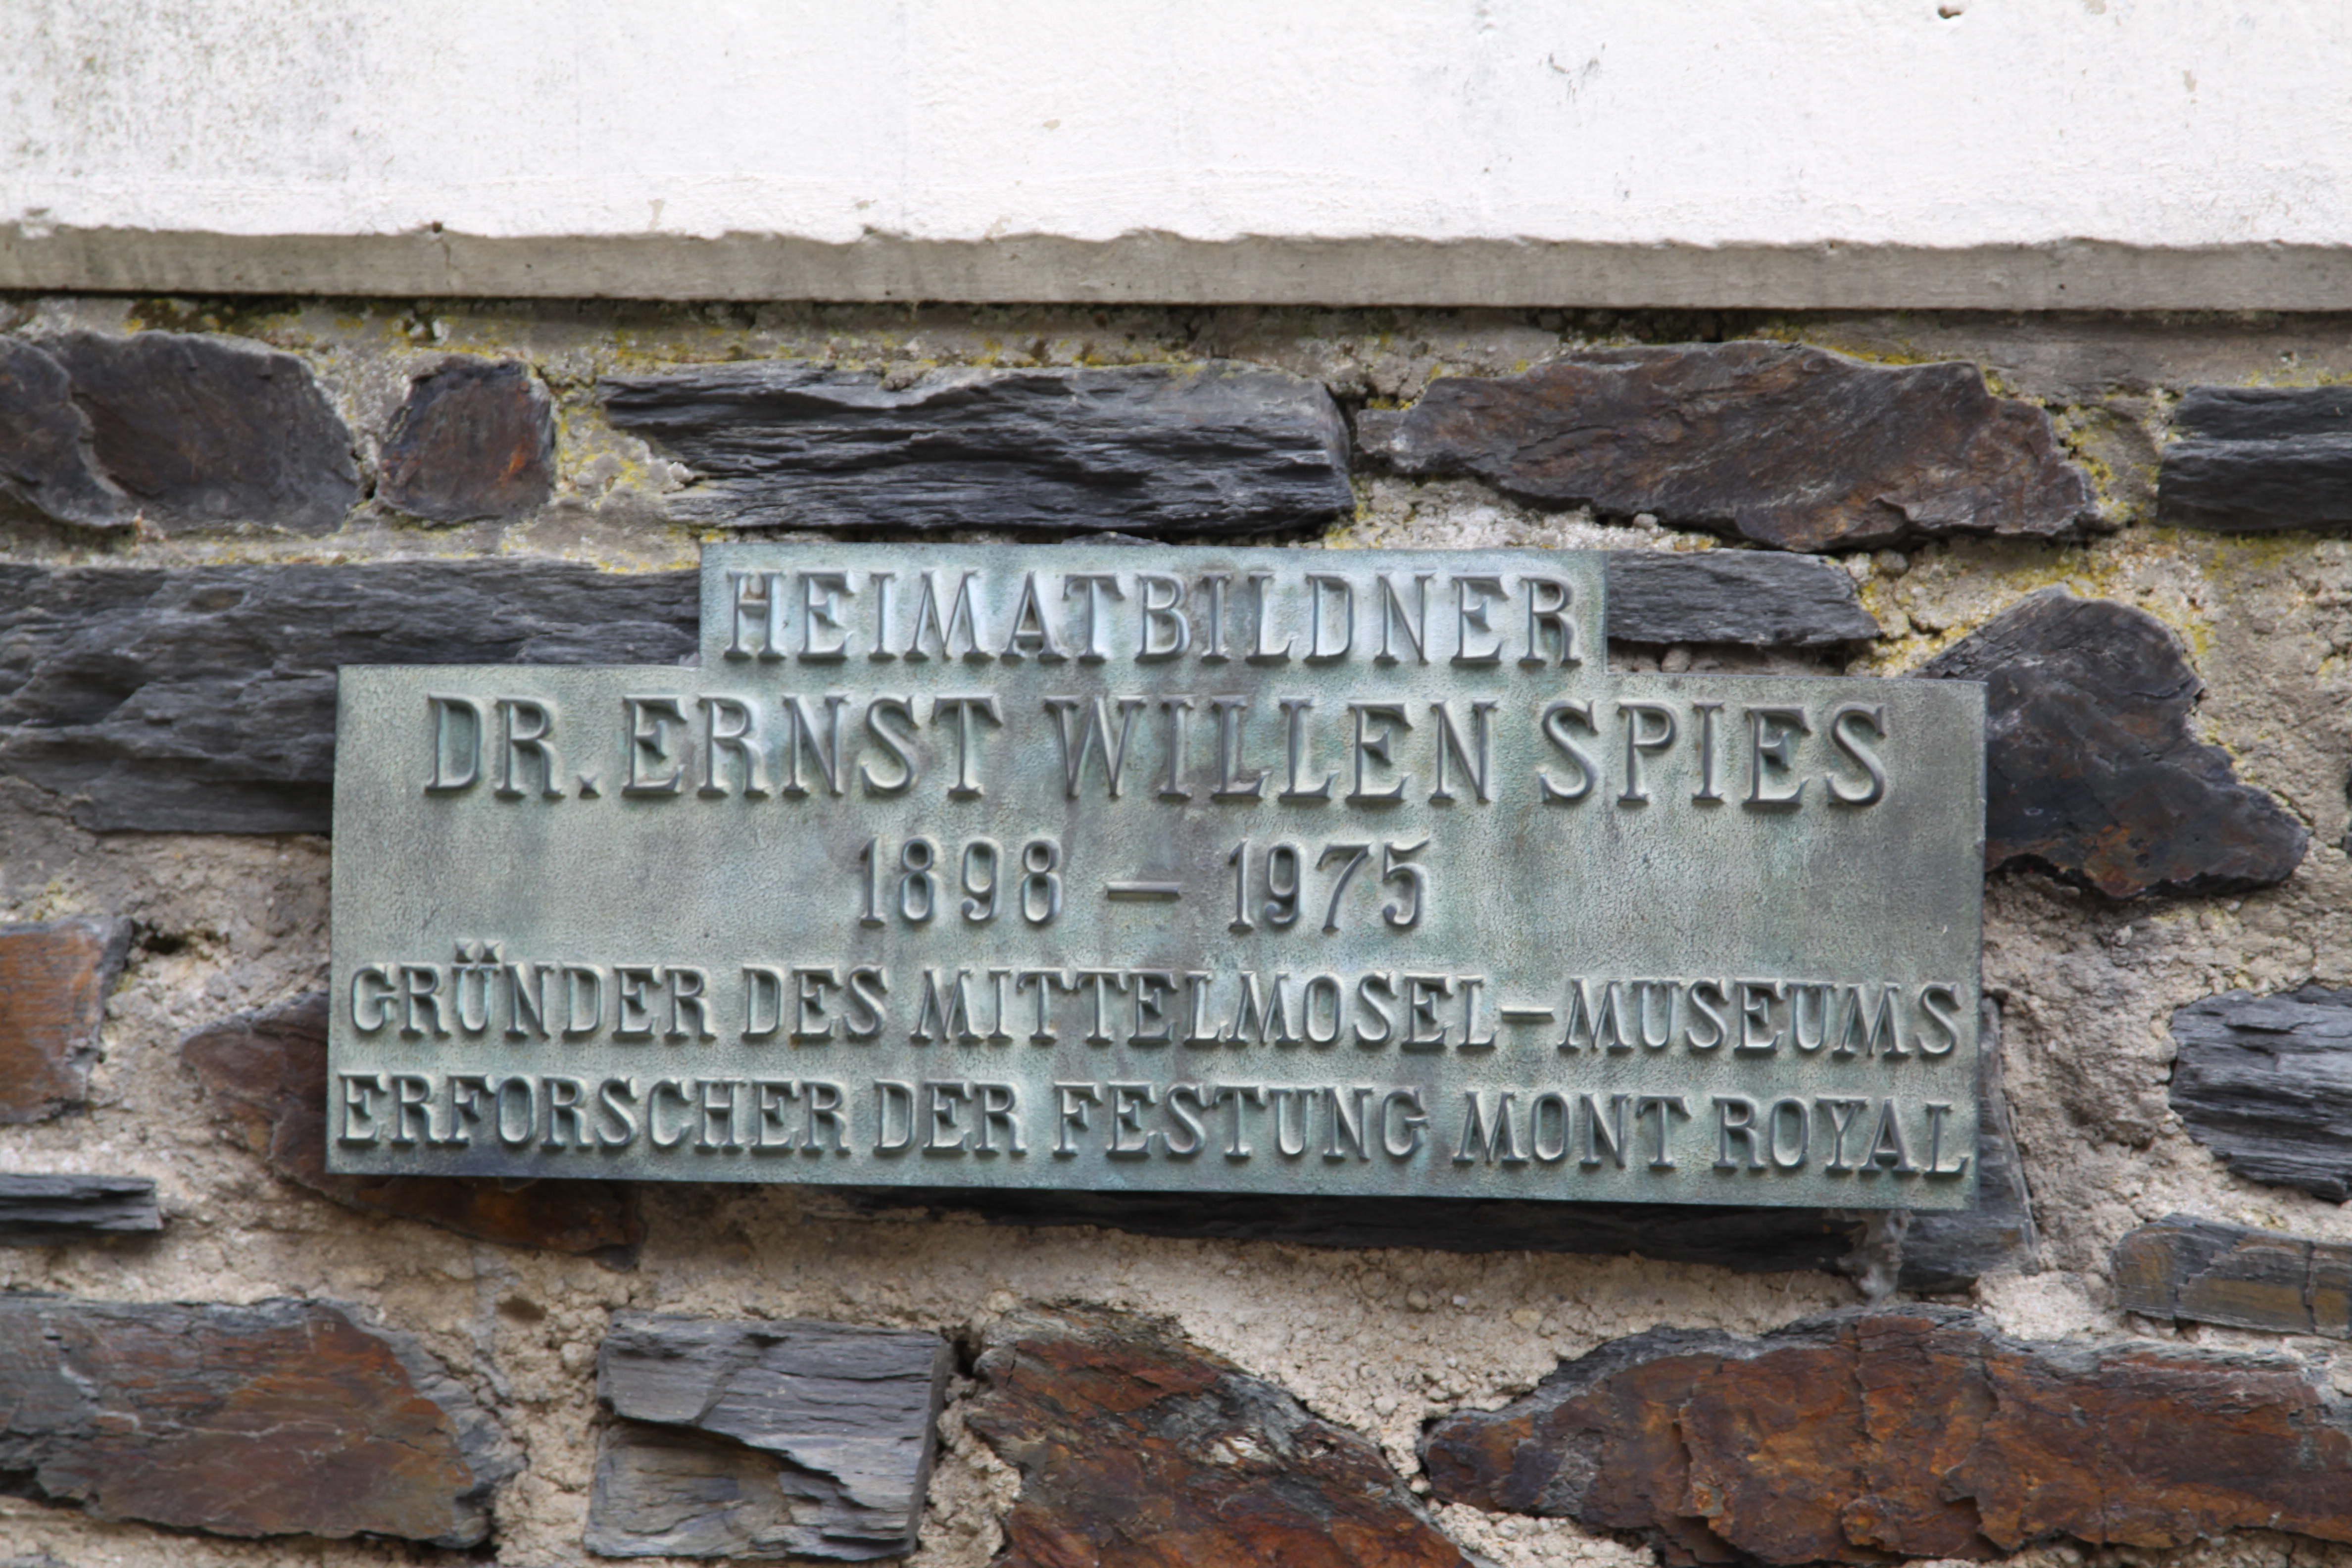 HEIMATBILDNER
DR. ERNST WILLEN SPIES
1898 – 1975
GRÜNDER DES MITTELMOSEL–MUSEUMS
ERFORSCHER DER FESTUNG MONT ROYAL